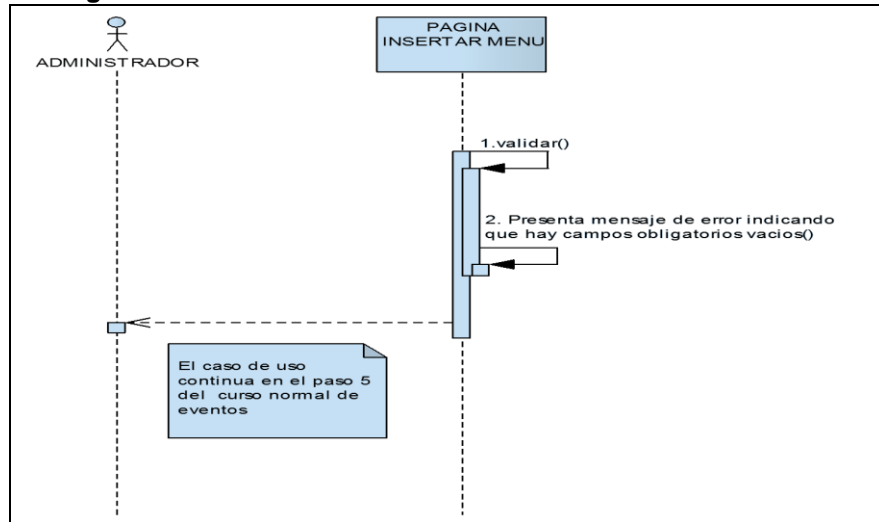 ADMINISTRADOR
PAGINA
INSERTAR MENU
1.validar()
2. Presenta mensaje de error indicando
que hay campos obligatorios vacios()
El caso de uso
continua en el paso 5
del curso normal de
eventos